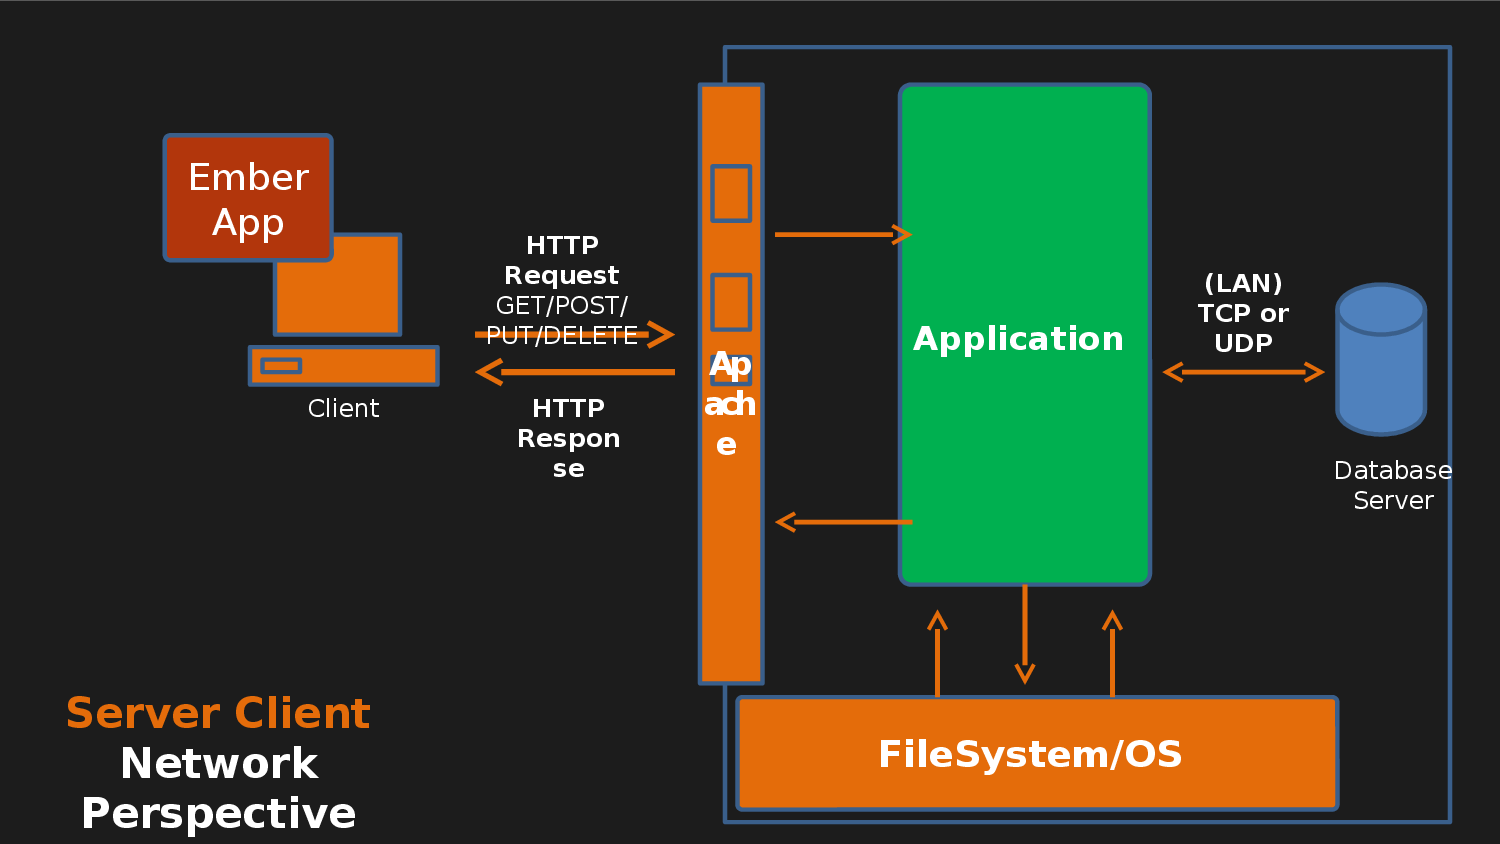 Ember
App
Client
HTTP
Request
GET/POST/
PUT/DELETE
HTTP
Respon
se
Ap
ach
e
Application
(LAN)
TCP or
UDP
Database
Server
FileSystem/OS
Server Client
Network
Perspective